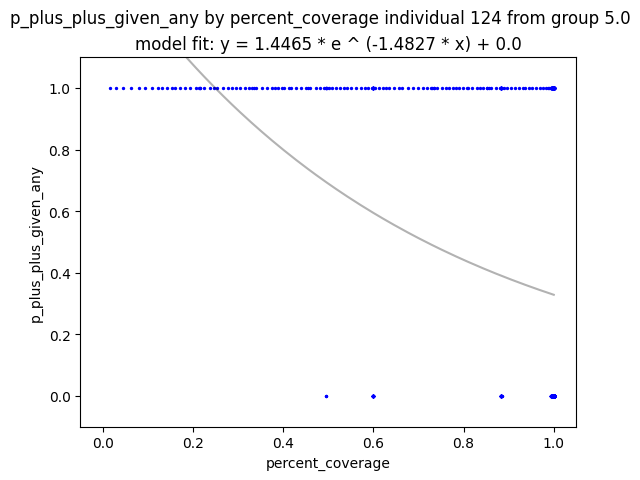 p_plus_plus_given_any by percent_coverage individual 124 from group 5.0
model fit: y = 1.4465 * e ^ (-1.4827 * x) + 0.0
1.0
0.8
0.6
0.4
0.2
0.0
p_plus_plus_given_any
0.0 0.2 0.4 0.6 0.8 1.0
percent_coverage